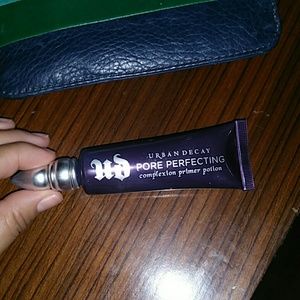 UD
URBAN DECAY
PORE PERFECTING
complexion primer potion